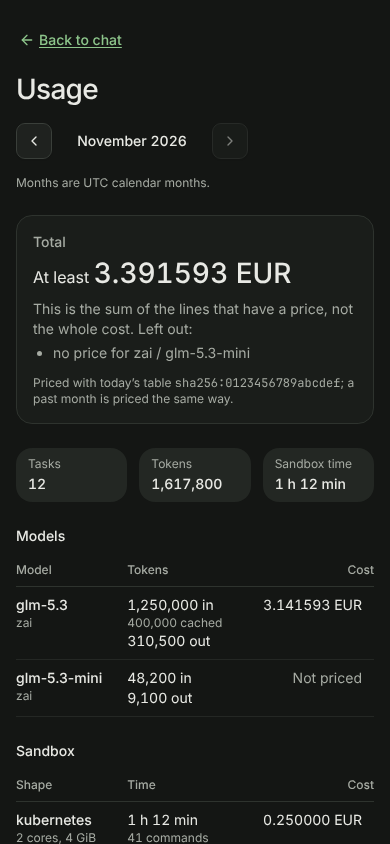 ← Back to chat
Usage
November 2026
Months are UTC calendar months.
Total
At least 3.391593 EUR
This is the sum of the lines that have a price, not
the whole cost. Left out:
• no price for zai / glm-5.3-mini
Priced with today's table sha256:0123456789abcdef; a
past month is priced the same way.
Tasks Tokens Sandbox time
12 1,617,800 1 h 12 min
Models
Model Tokens Cost
glm-5.3 1,250,000 in 3.141593 EUR
zai 400,000 cached
310,500 out
glm-5.3-mini 48,200 in Not priced
zai 9,100 out
Sandbox
Shape Time Cost
kubernetes 1 h 12 min 0.250000 EUR
2 cores, 4 GiB 41 commands